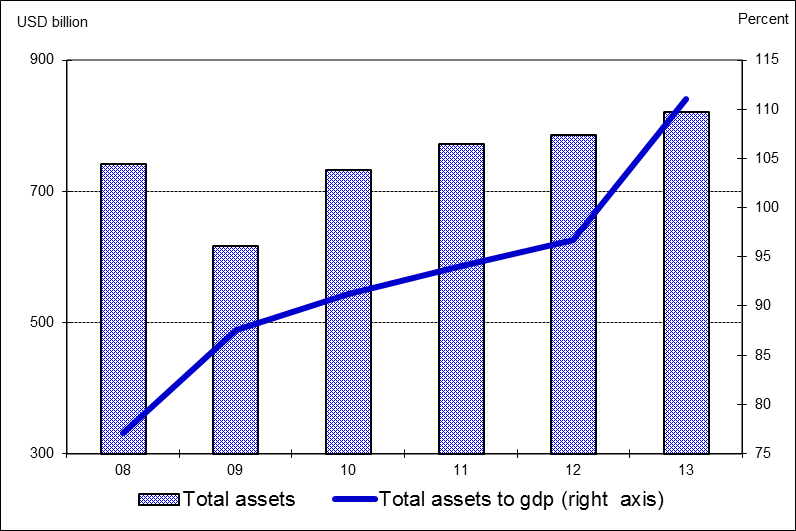 USD billion
Percent
900
700
500
300
115
110
105
100
95
90
85
80
75
08 09 10 11 12 13
Total assets
Total assets to gdp (right axis)